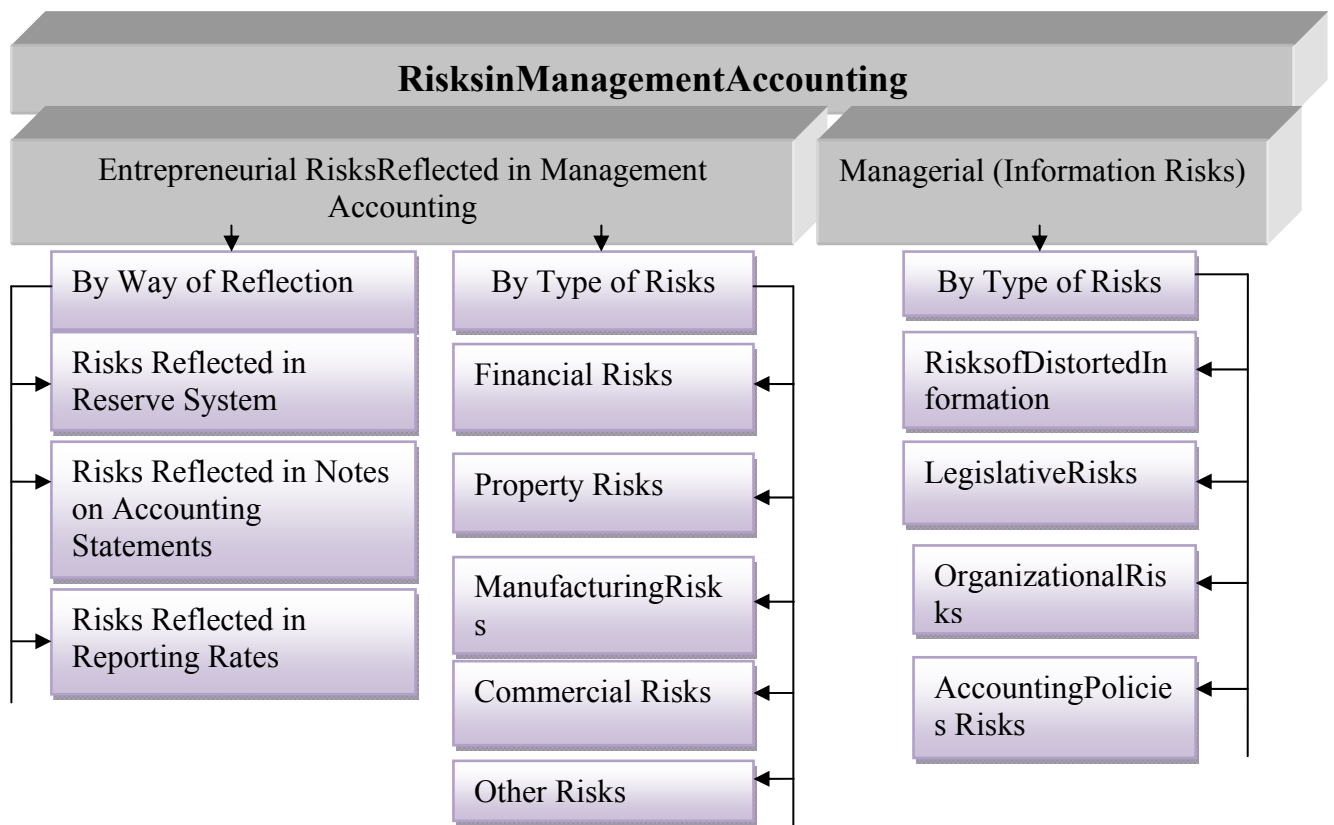 RisksinManagementAccounting
Entrepreneurial RisksReflected in Management
Accounting
Managerial (Information Risks)
By Way of Reflection
Risks Reflected in
Reserve System
Risks Reflected in Notes
on Accounting
Statements
Risks Reflected in
Reporting Rates
By Type of Risks
Financial Risks
Property Risks
ManufacturingRisk
s
Commercial Risks
Other Risks
By Type of Risks
RisksofDistortedIn
formation
LegislativeRisks
OrganizationalRis
ks
AccountingPolicie
s Risks